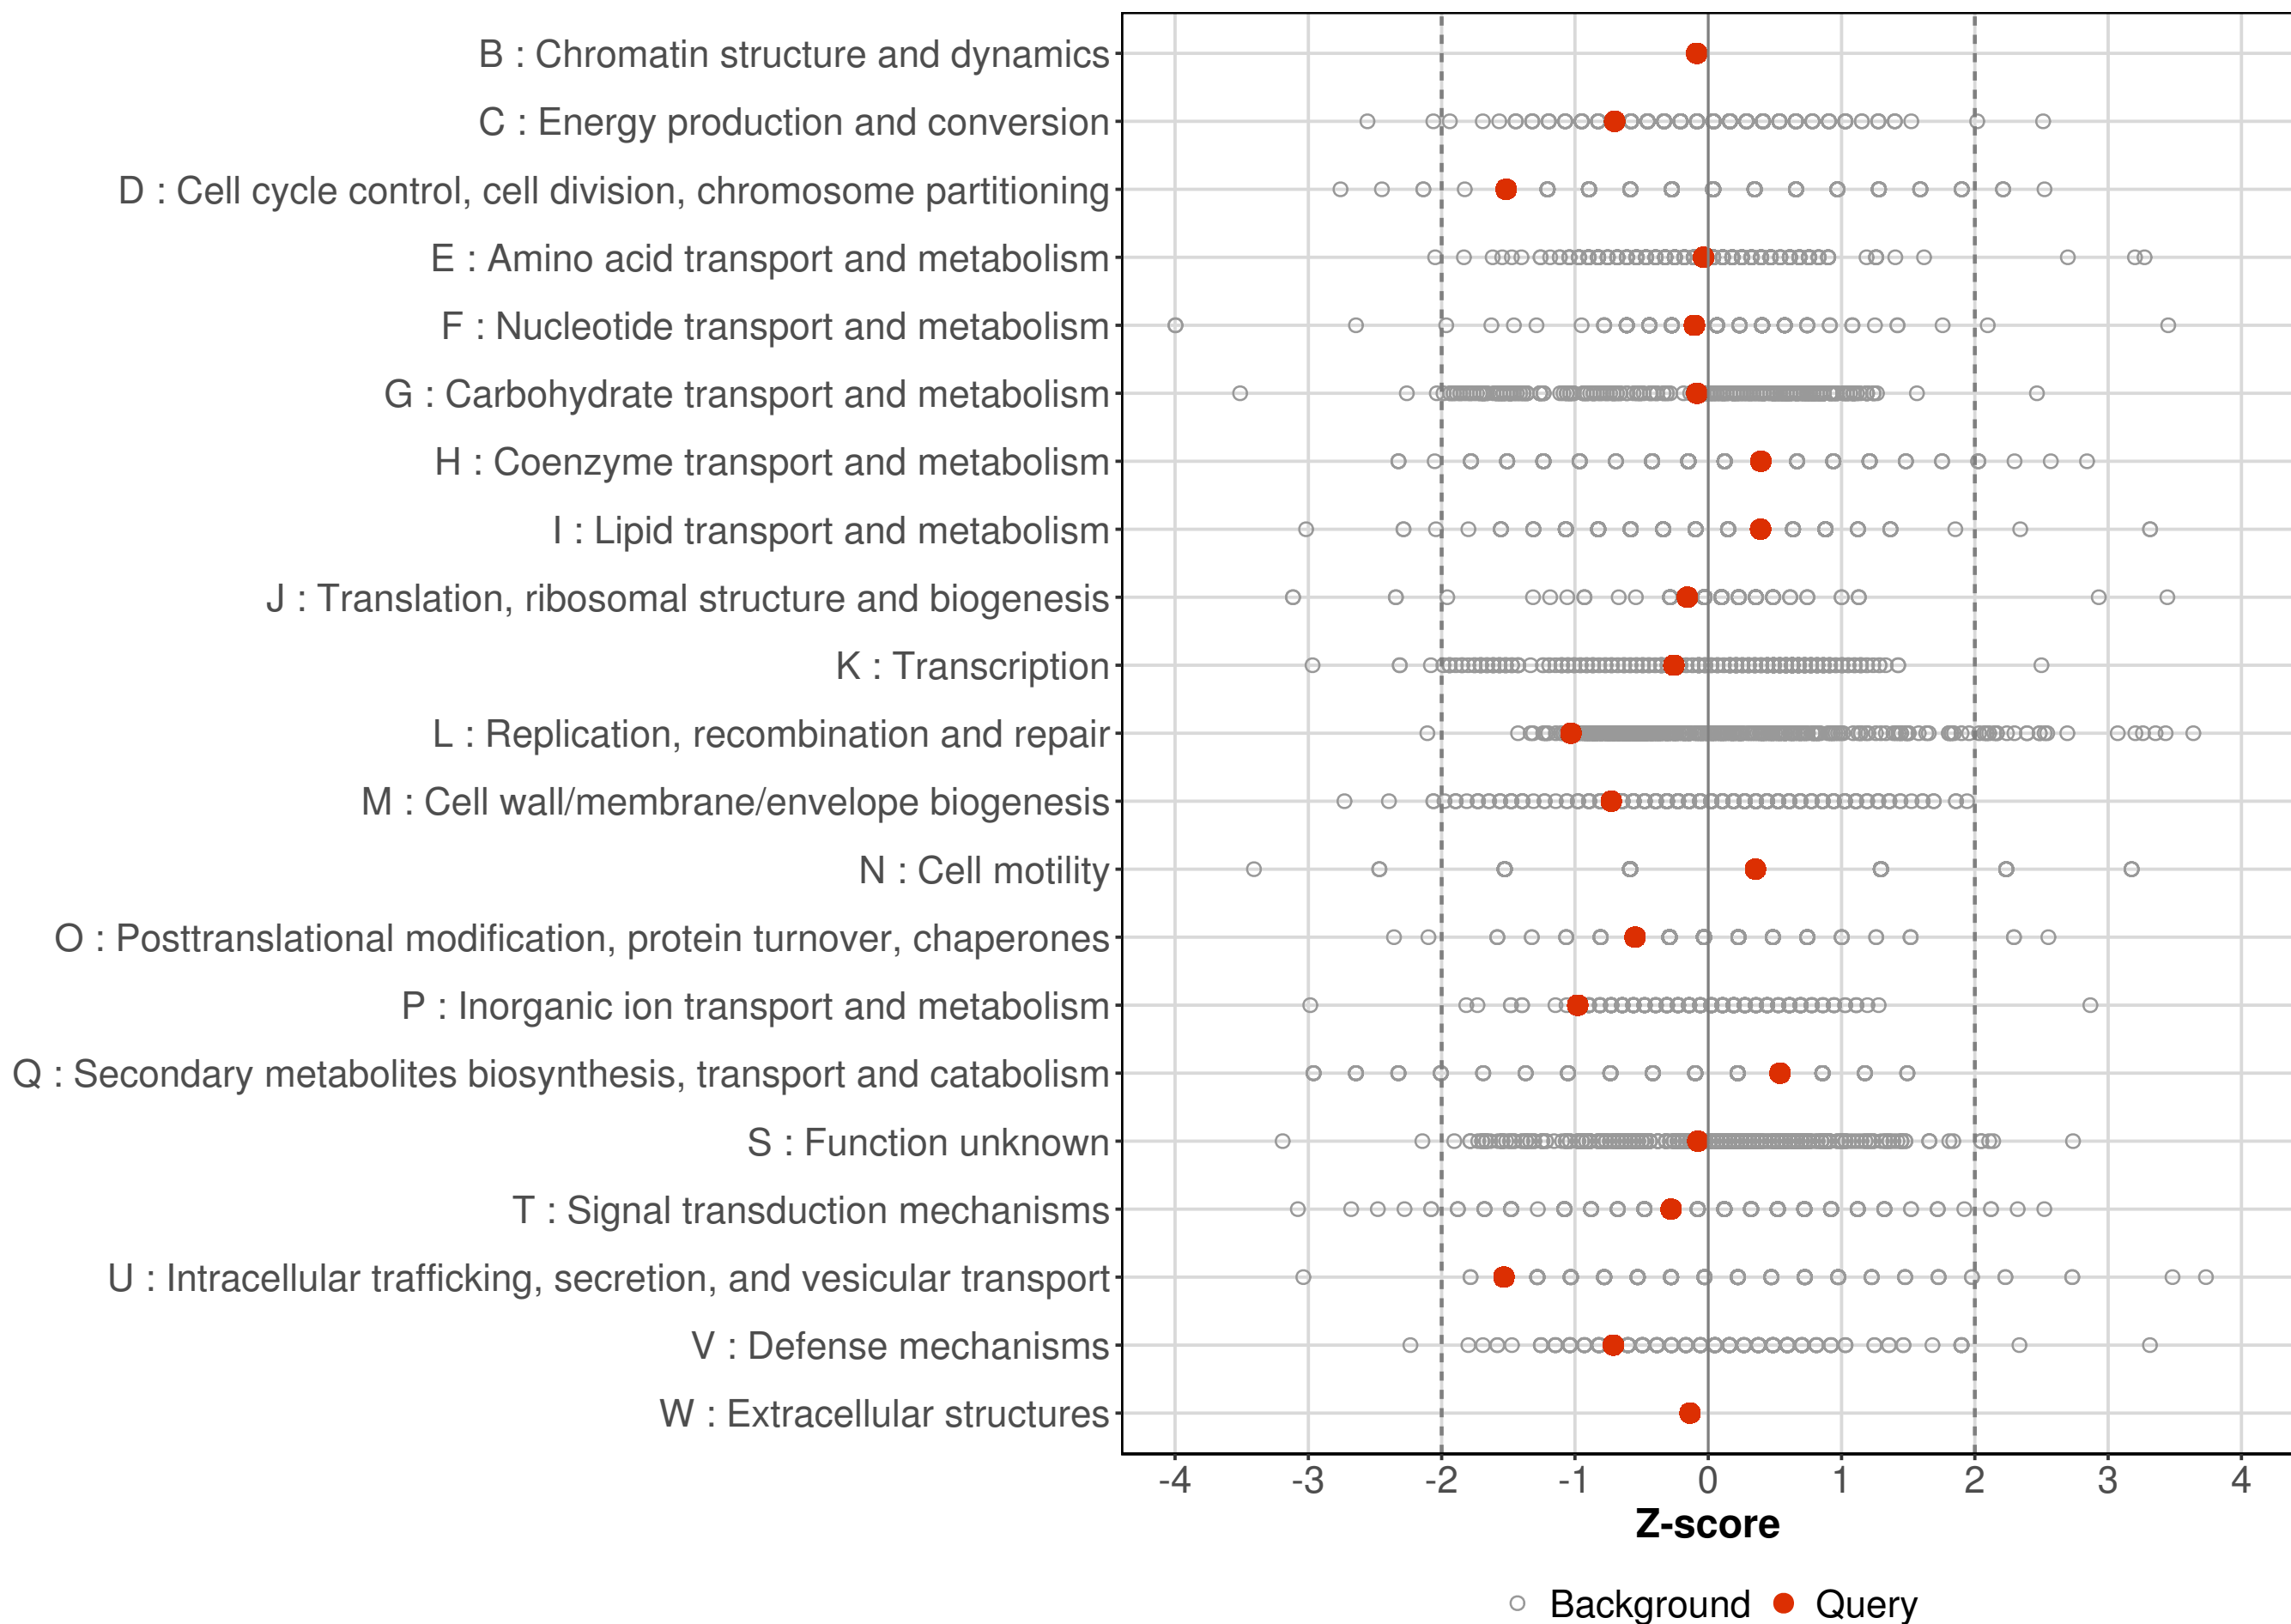 B : Chromatin structure and dynamics
C : Energy production and conversion
D : Cell cycle control, cell division, chromosome partitioning
E : Amino acid transport and metabolism
F : Nucleotide transport and metabolism
G : Carbohydrate transport and metabolism
H : Coenzyme transport and metabolism
I : Lipid transport and metabolism
J : Translation, ribosomal structure and biogenesis
K : Transcription
L : Replication, recombination and repair
M : Cell wall/membrane/envelope biogenesis
N : Cell motility
O : Posttranslational modification, protein turnover, chaperones
P : Inorganic ion transport and metabolism
Q : Secondary metabolites biosynthesis, transport and catabolism
S : Function unknown
T : Signal transduction mechanisms
U : Intracellular trafficking, secretion, and vesicular transport
V : Defense mechanisms
W : Extracellular structures
-4 -3 -2 -1 0 1 2 3 4
Z-score
Background Query